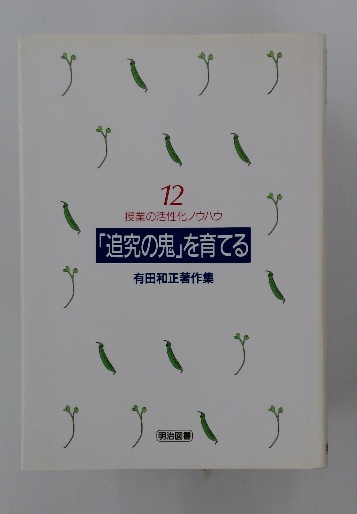 12
授業の活性化ノウハウ
「追究の鬼」を育てる
有田和正著作集
明治図書